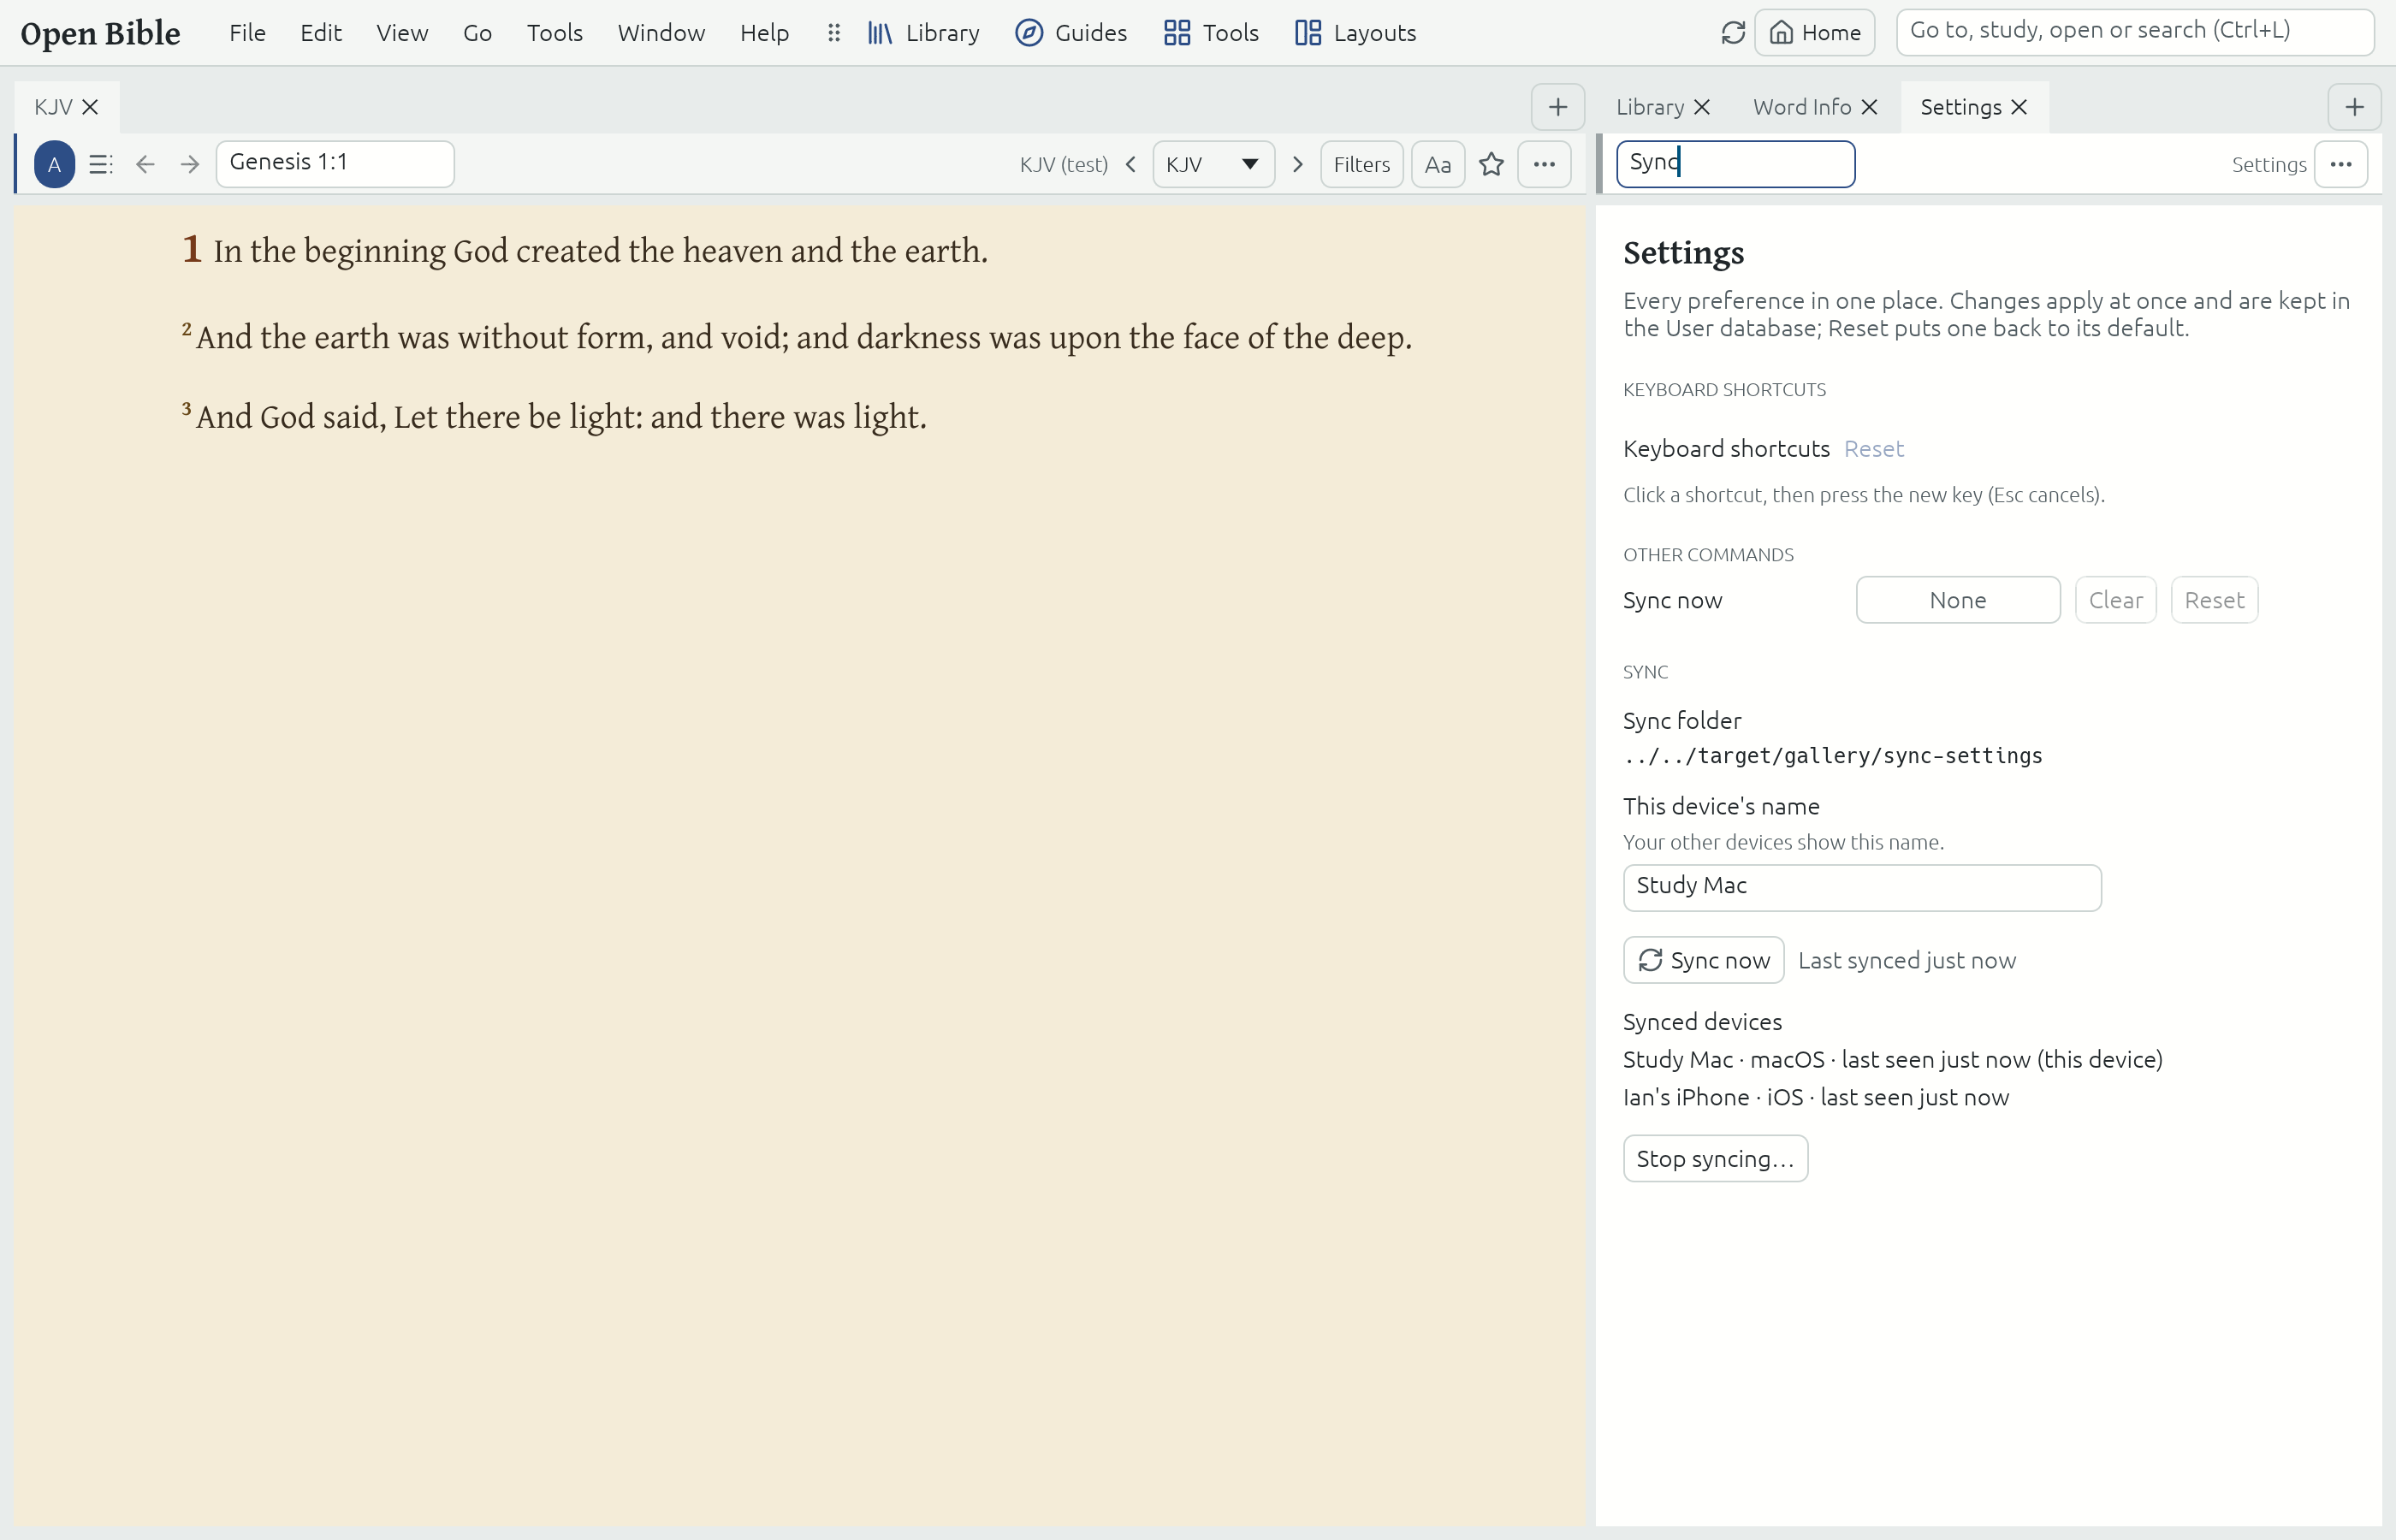 Open Bible File Edit View Go Tools Window Help Library Guides Tools Layouts Home Go to, study, open or search (Ctrl+L)
KJV
Library Word Info Settings
A Genesis 1:1 KJV (test) KJV Filters Aa
Sync Settings
1 In the beginning God created the heaven and the earth.
2 And the earth was without form, and void; and darkness was upon the face of the deep.
3 And God said, Let there be light: and there was light.
Settings
Every preference in one place. Changes apply at once and are kept in
the User database; Reset puts one back to its default.
KEYBOARD SHORTCUTS
Keyboard shortcuts Reset
Click a shortcut, then press the new key (Esc cancels).
OTHER COMMANDS
Sync now None Clear Reset
SYNC
Sync folder
../../target/gallery/sync-settings
This device's name
Your other devices show this name.
Study Mac
Sync now Last synced just now
Synced devices
Study Mac · macOS · last seen just now (this device)
Ian's iPhone · iOS · last seen just now
Stop syncing...